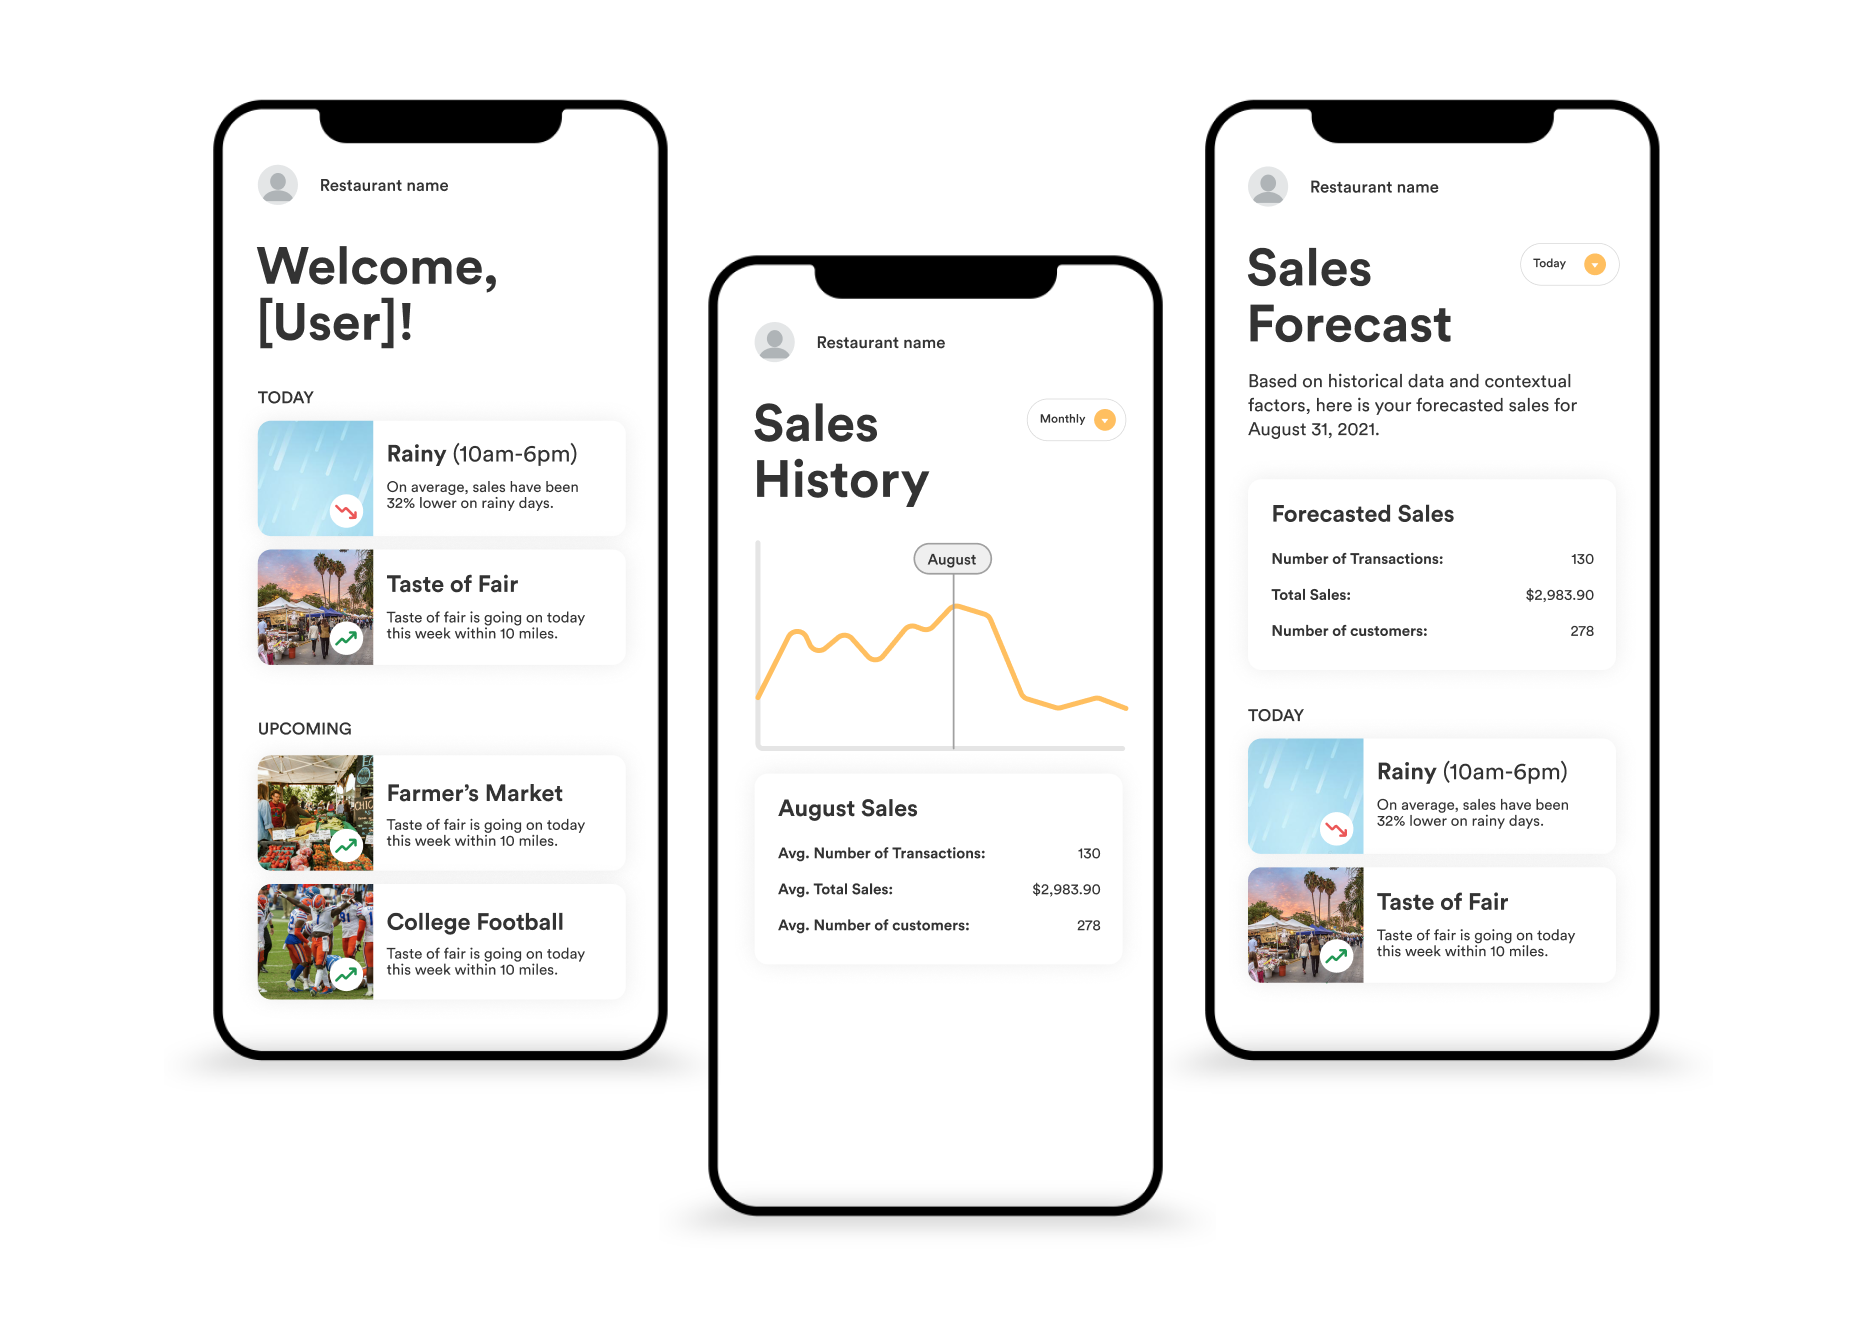 Restaurant name
Welcome,
[User]!
TODAY
Rainy (10am-6pm)
On average, sales have been
32% lower on rainy days.
Taste of Fair
Taste of fair is going on today
this week within 10 miles.
UPCOMING
Farmer’s Market
Taste of fair is going on today
this week within 10 miles.
College Football
Taste of fair is going on today
this week within 10 miles.
Restaurant name
Sales
History
Monthly
August
August Sales
Avg. Number of Transactions: 130
Avg. Total Sales: $2,983.90
Avg. Number of customers: 278
Restaurant name
Sales
Forecast
Today
Based on historical data and contextual
factors, here is your forecasted sales for
August 31, 2021.
Forecasted Sales
Number of Transactions: 130
Total Sales: $2,983.90
Number of customers: 278
TODAY
Rainy (10am-6pm)
On average, sales have been
32% lower on rainy days.
Taste of Fair
Taste of fair is going on today
this week within 10 miles.